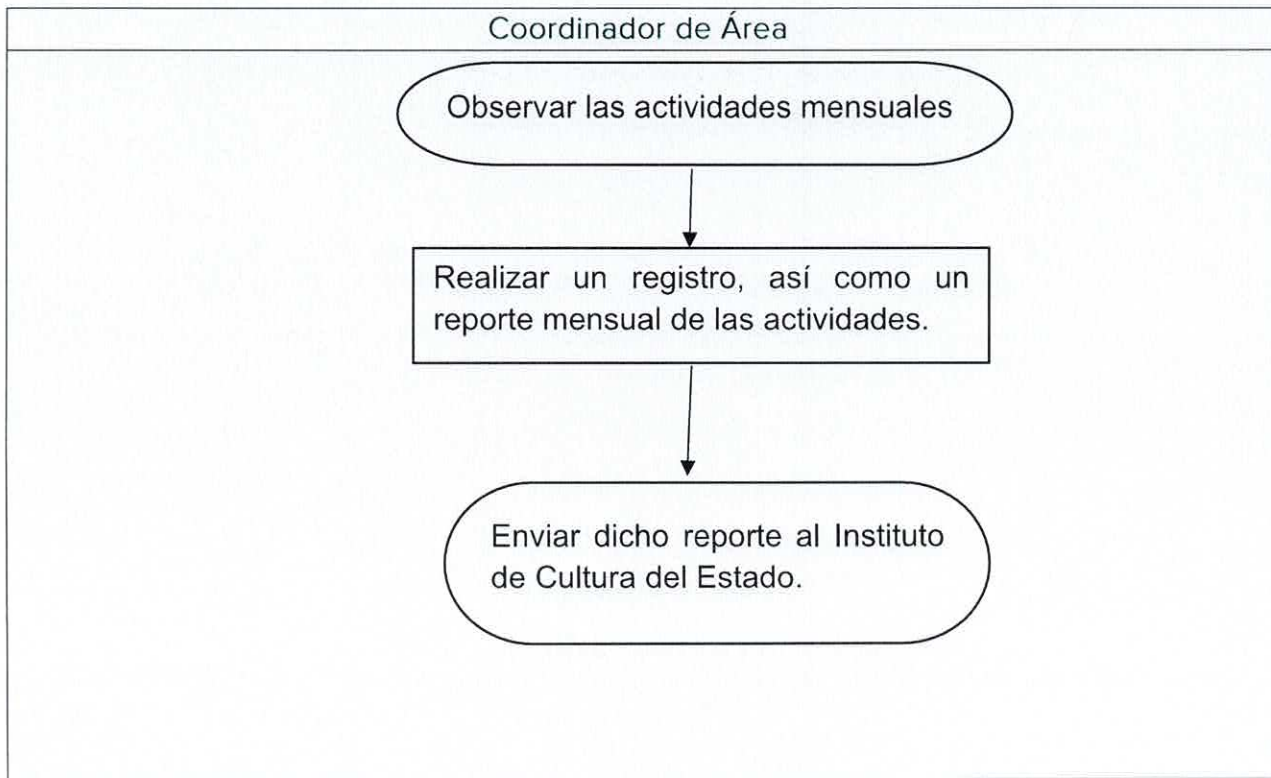 Coordinador de Área
Observar las actividades mensuales
Realizar un registro, así como un
reporte mensual de las actividades.
Enviar dicho reporte al Instituto
de Cultura del Estado.